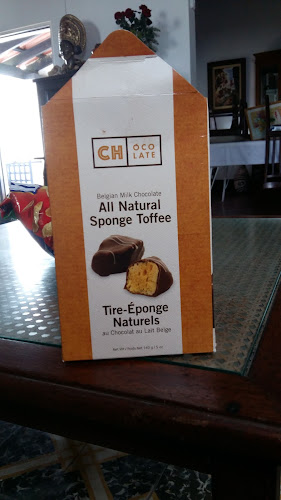 CH OCO
LATE
Belgian Milk Chocolate
All Natural
Sponge Toffee
Tire-Éponge
Naturels
au Chocolat au Lait Belge